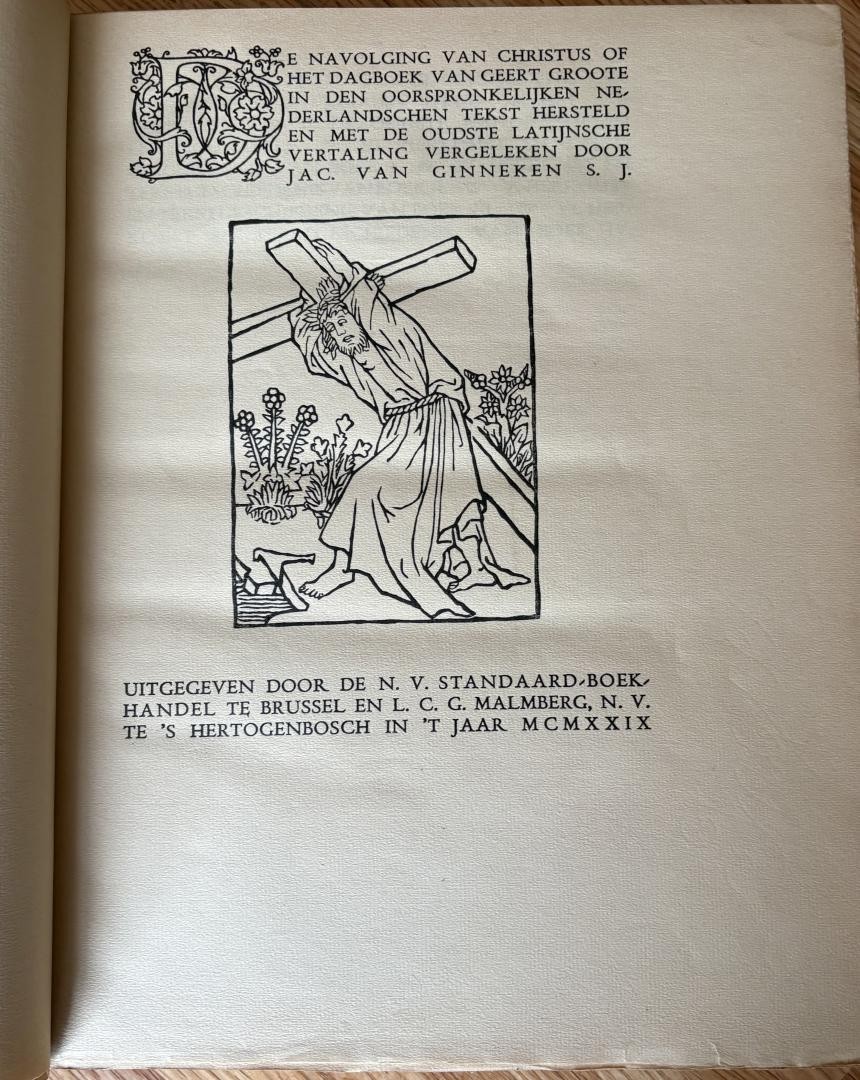 DE NAVOLGING VAN CHRISTUS OF
HET DAGBOEK VAN GEERT GROOTE
IN DEN OORSPRONKELIJKEN NE-
DERLANDSCHEN TEKST HERSTELD
EN MET DE OUDSTE LATIJNSCHE
VERTALING VERGELEKEN DOOR
JAC. VAN GINNEKEN S. J.
UITGEGEVEN DOOR DE N. V. STANDAARD-BOEK-
HANDEL TE BRUSSEL EN L. C. G. MALMBERG, N. V.
TE 'S HERTOGENBOSCH IN 'T JAAR MCMXXIX